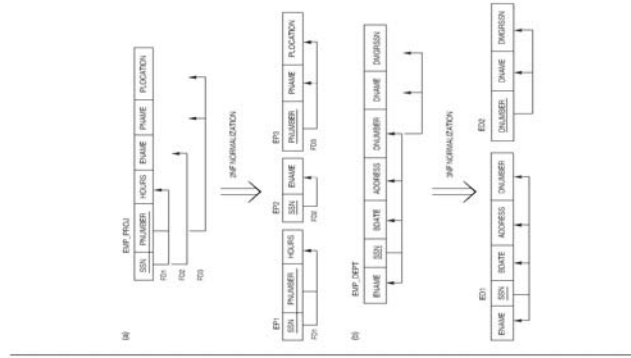 (a)
EMP_PROJ
SSN PNUMBER HOURS ENAME PNAME PLOCATION
FD1
FD2
FD3
2NF NORMALIZATION
EP1 EP2 EP3
SSN PNUMBER HOURS SSN ENAME PNUMBER PNAME PLOCATION
FD1 FD2 FD3
(b)
EMP_DEPT
ENAME SSN BDATE ADDRESS DNUMBER DNAME DMGRSSN
3NF NORMALIZATION
ED1 ED2
ENAME SSN BDATE ADDRESS DNUMBER DNUMBER DNAME DMGRSSN